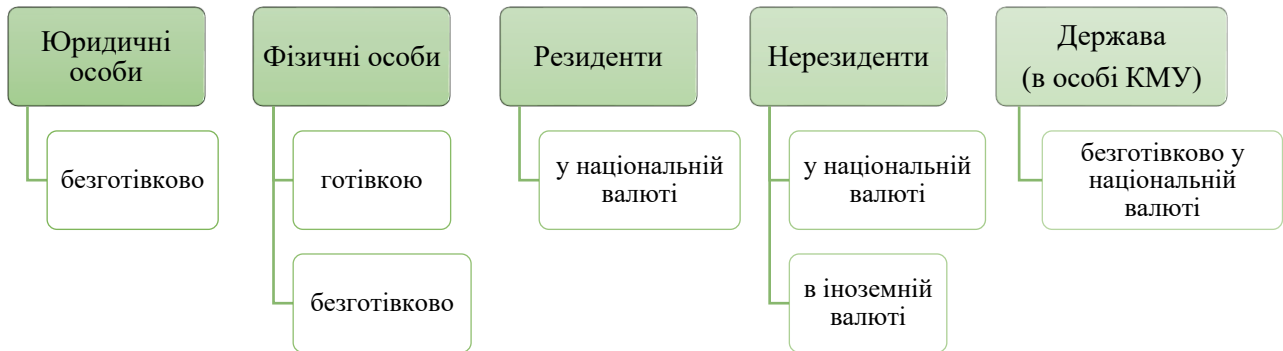 Юридичні
особи
безготівково
Фізичні особи
готівкою
безготівково
Резиденти
у національній
валюті
Нерезиденти
у національній
валюті
в іноземній
валюті
Держава
(в особі КМУ)
безготівково у
національній
валюті